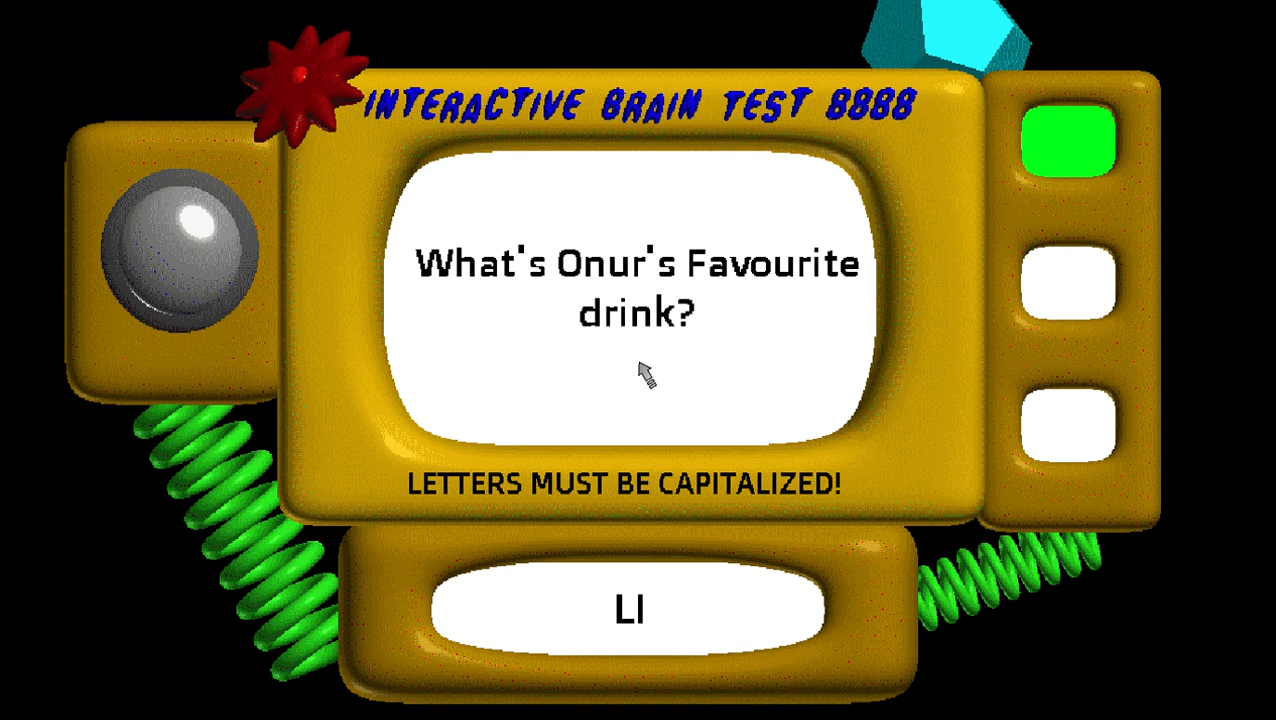 INTERACTIVE BRAIN TEST 8888
What's Onur's Favourite
drink?
LETTERS MUST BE CAPITALIZED!
LI